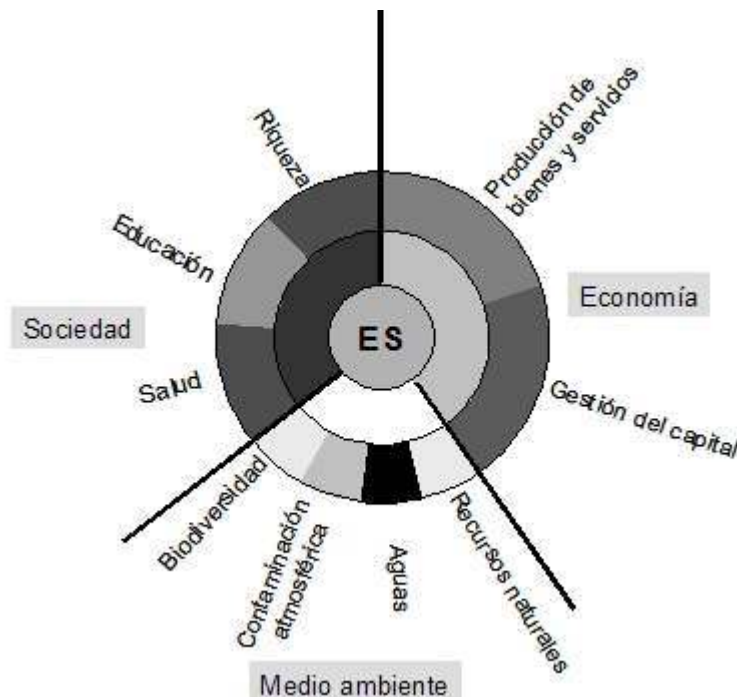 Riqueza
Producción de
bienes y servicios
Educación
Economía
Sociedad
ES
Salud
Gestión del capital
Biodiversidad
Contaminación
atmosférica
Aguas
Recursos naturales
Medio ambiente